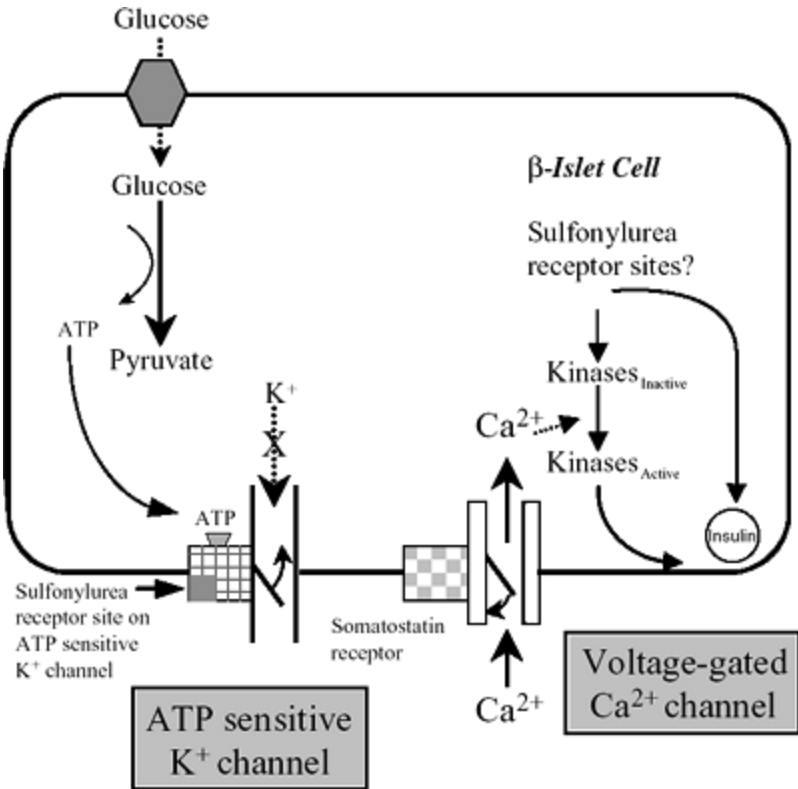 Glucose
Glucose
β-Islet Cell
Sulfonylurea
receptor sites?
ATP
Pyruvate
K⁺
X
Kinases Inactive
Ca²⁺
Kinases Active
ATP
Insulin
Sulfonylurea
receptor site on
ATP sensitive
K⁺ channel
Somatostatin
receptor
Ca²⁺
ATP sensitive
K⁺ channel
Voltage-gated
Ca²⁺ channel